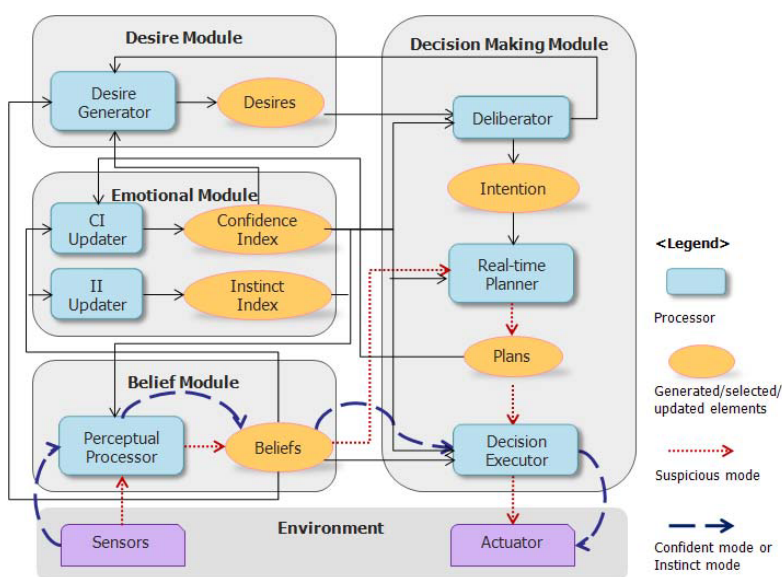 Desire Module
Decision Making Module
Desire
Generator
Desires
Deliberator
Intention
Emotional Module
CI
Updater
Confidence
Index
II
Updater
Instinct
Index
Real-time
Planner
Plans
Belief Module
Perceptual
Processor
Beliefs
Decision
Executor
Environment
Sensors
Actuator
<Legend>
Processor
Generated/selected/
updated elements
Suspicious mode
Confident mode or
Instinct mode